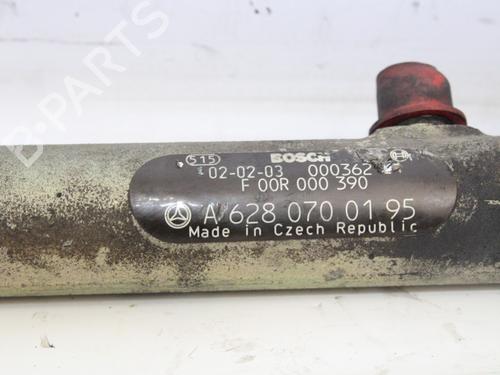 515 BOSCH
02-02-03 000362
F 00R 000 390
A 628 070 01 95
Made in Czech Republic
B-Parts